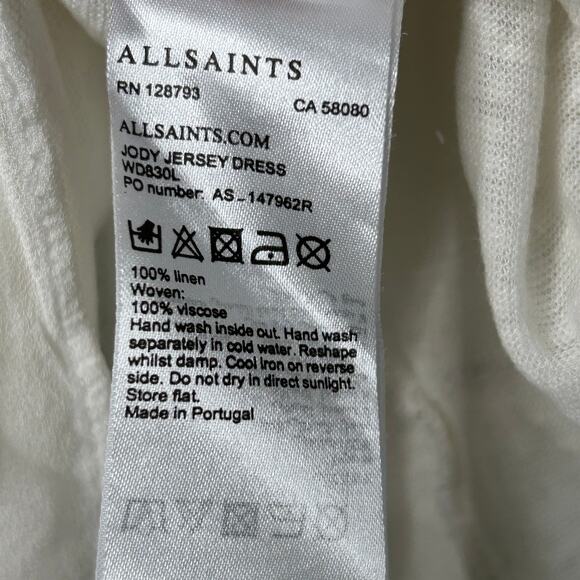 ALLSAINTS
RN 128793 CA 58080
ALLSAINTS.COM
JODY JERSEY DRESS
WD830L
PO number: AS_147962R
100% linen
Woven:
100% viscose
Hand wash inside out. Hand wash
separately in cold water. Reshape
whilst damp. Cool iron on reverse
side. Do not dry in direct sunlight.
Store flat.
Made in Portugal